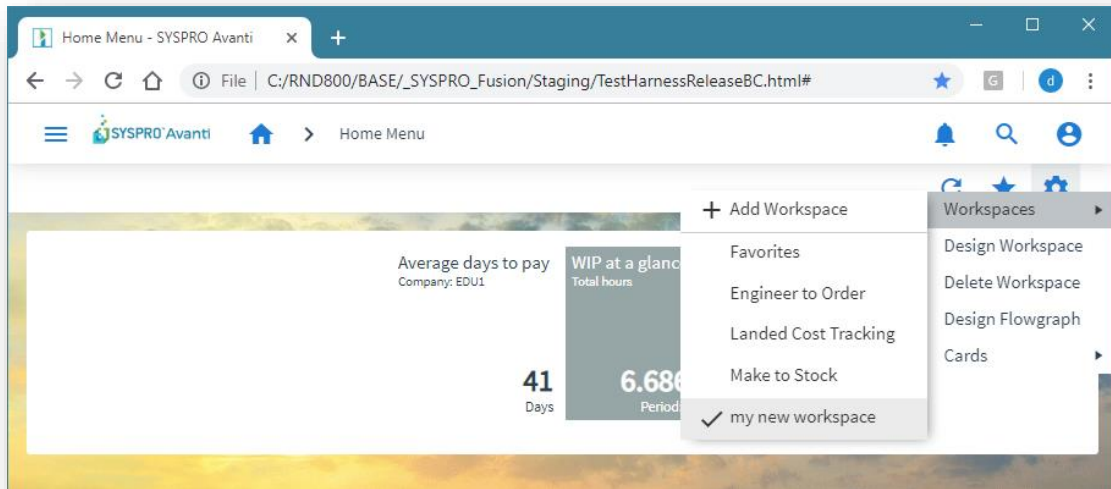 Home Menu - SYSPRO Avanti
File | C:/RND800/BASE/_SYSPRO_Fusion/Staging/TestHarnessReleaseBC.html#
G
d
SYSPRO Avanti
Home Menu
Add Workspace
Favorites
Engineer to Order
Landed Cost Tracking
Make to Stock
my new workspace
Workspaces
Design Workspace
Delete Workspace
Design Flowgraph
Cards
Average days to pay
Company: EDU1
41
Days
WIP at a glanc
Total hours
6.686
Period